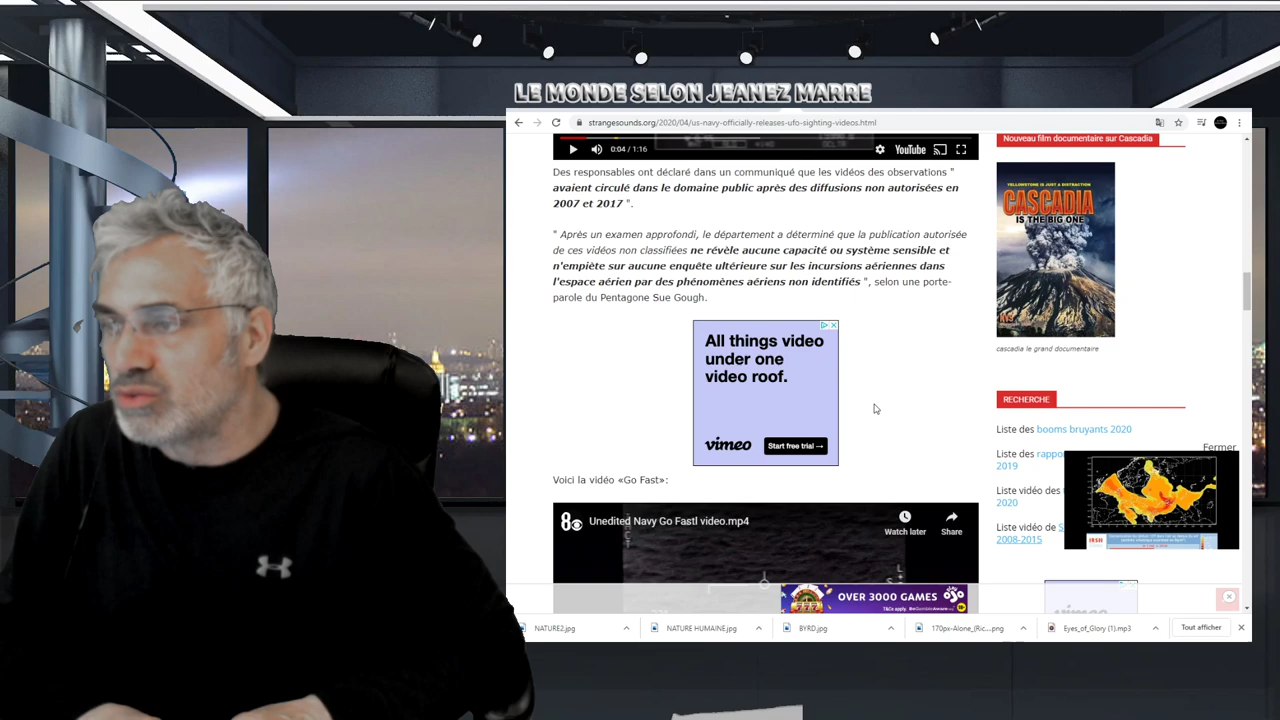 LE MONDE SELON JEANEZ MARRE
strangesounds.org/2020/04/us-navy-officially-releases-ufo-sighting-videos.html
0:04 / 1:16
YouTube
Des responsables ont déclaré dans un communiqué que les vidéos des observations "
avaient circulé dans le domaine public après des diffusions non autorisées en
2007 et 2017 ".
" Après un examen approfondi, le département a déterminé que la publication autorisée
de ces vidéos non classifiées ne révèle aucune capacité ou système sensible et
n'empiète sur aucune enquête ultérieure sur les incursions aériennes dans
l'espace aérien par des phénomènes aériens non identifiés ", selon une porte-
parole du Pentagone Sue Gough.
All things video
under one
video roof.
vimeo
Start free trial →
Voici la vidéo «Go Fast»:
Unedited Navy Go Fastl video.mp4
Watch later
Share
OVER 3000 GAMES
Nouveau film documentaire sur Cascadia
YELLOWSTONE IS JUST A DISTRACTION
CASCADIA
IS THE BIG ONE
cascadia le grand documentaire
RECHERCHE
Liste des booms bruyants 2020
Fermer
Liste des rappo
2019
Liste vidéo des
2020
Liste vidéo de S
2008-2015
vimeo
NATURE2.jpg
NATURE HUMAINE.jpg
BYRD.jpg
170px-Alone_(Ric....png
Eyes_of_Glory (1).mp3
Tout afficher